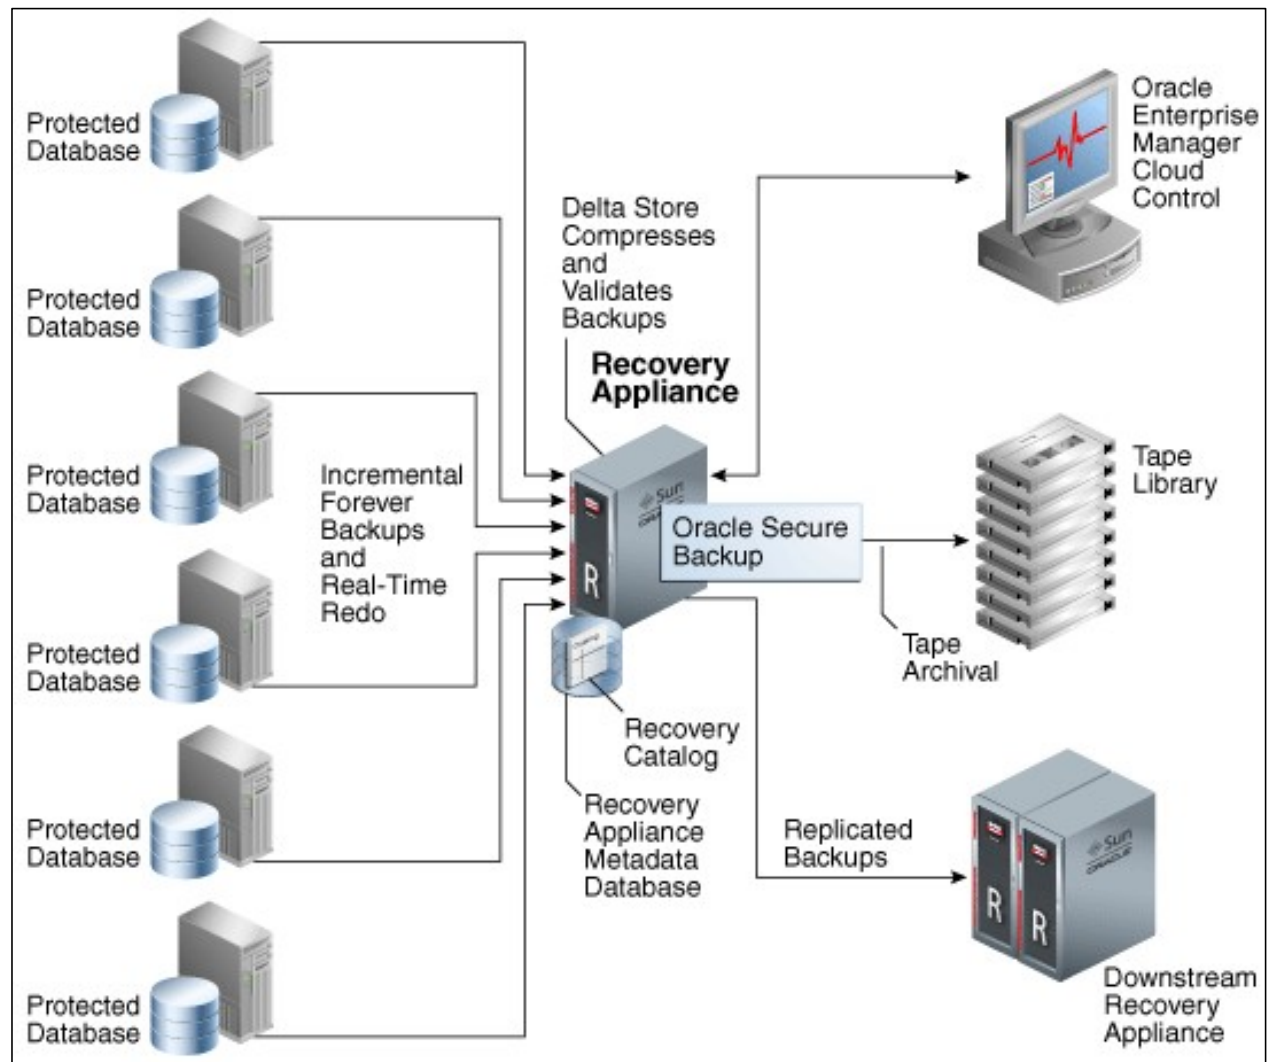 Protected
Database
Protected
Database
Protected
Database
Protected
Database
Protected
Database
Protected
Database
Incremental
Forever
Backups
and
Real-Time
Redo
Delta Store
Compresses
and
Validates
Backups
Recovery
Appliance
Sun
R
Oracle Secure
Backup
Recovery
Catalog
Recovery
Appliance
Metadata
Database
Oracle
Enterprise
Manager
Cloud
Control
Tape
Library
Tape
Archival
Replicated
Backups
Sun
R
R
Downstream
Recovery
Appliance